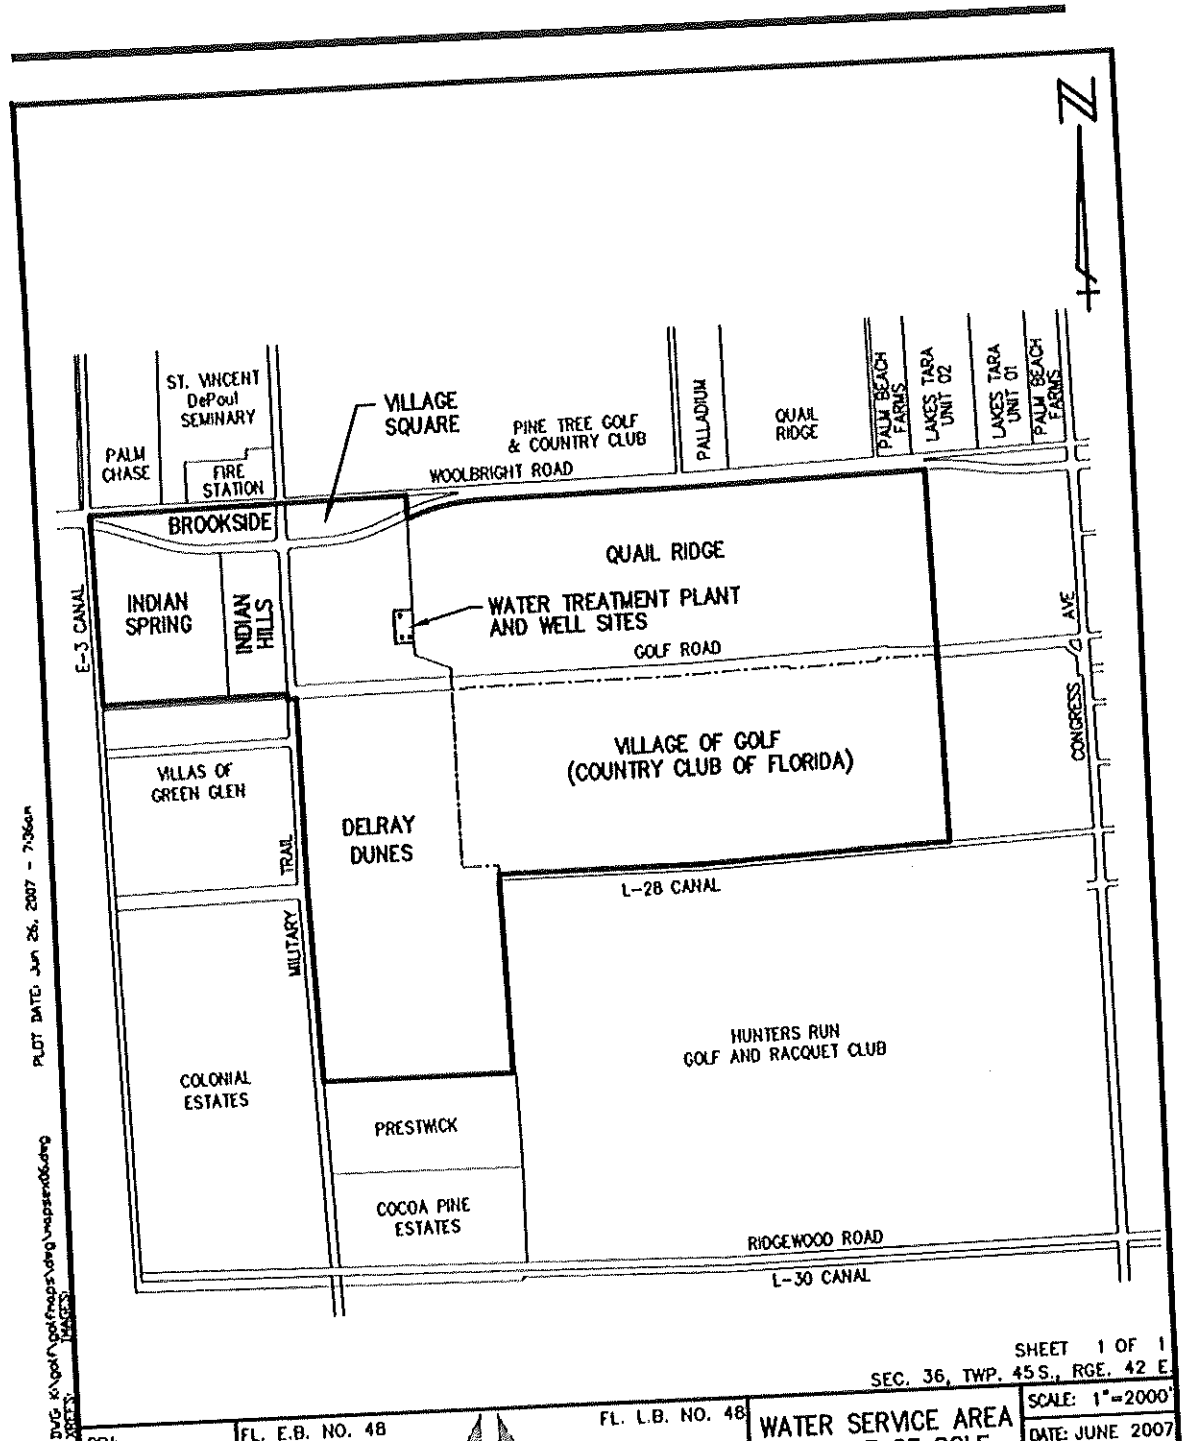 N
ST. VINCENT
DePaul
SEMINARY
PALM
CHASE
FIRE
STATION
VILLAGE
SQUARE
PINE TREE GOLF
& COUNTRY CLUB
PALLADIUM
QUAIL
RIDGE
PALM BEACH
FARMS
LAKES TARA
UNIT 02
LAKES TARA
UNIT 01
PALM BEACH
FARMS
WOOLBRIGHT ROAD
BROOKSIDE
QUAIL RIDGE
E-3 CANAL
INDIAN
SPRING
INDIAN
HILLS
WATER TREATMENT PLANT
AND WELL SITES
GOLF ROAD
CONGRESS AVE
VILLAGE OF GOLF
(COUNTRY CLUB OF FLORIDA)
VILLAS OF
GREEN GLEN
DELRAY
DUNES
MILITARY TRAIL
L-28 CANAL
HUNTERS RUN
GOLF AND RACQUET CLUB
COLONIAL
ESTATES
PRESTWICK
COCOA PINE
ESTATES
RIDGEWOOD ROAD
L-30 CANAL
PLOT DATE: Jun 26, 2007 - 7:36am
IMAGES:
SHEET 1 OF 1
SEC. 36, TWP. 45 S., RGE. 42 E.
FL. E.B. NO. 48
FL. L.B. NO. 48
WATER SERVICE AREA
SCALE: 1"=2000'
DATE: JUNE 2007